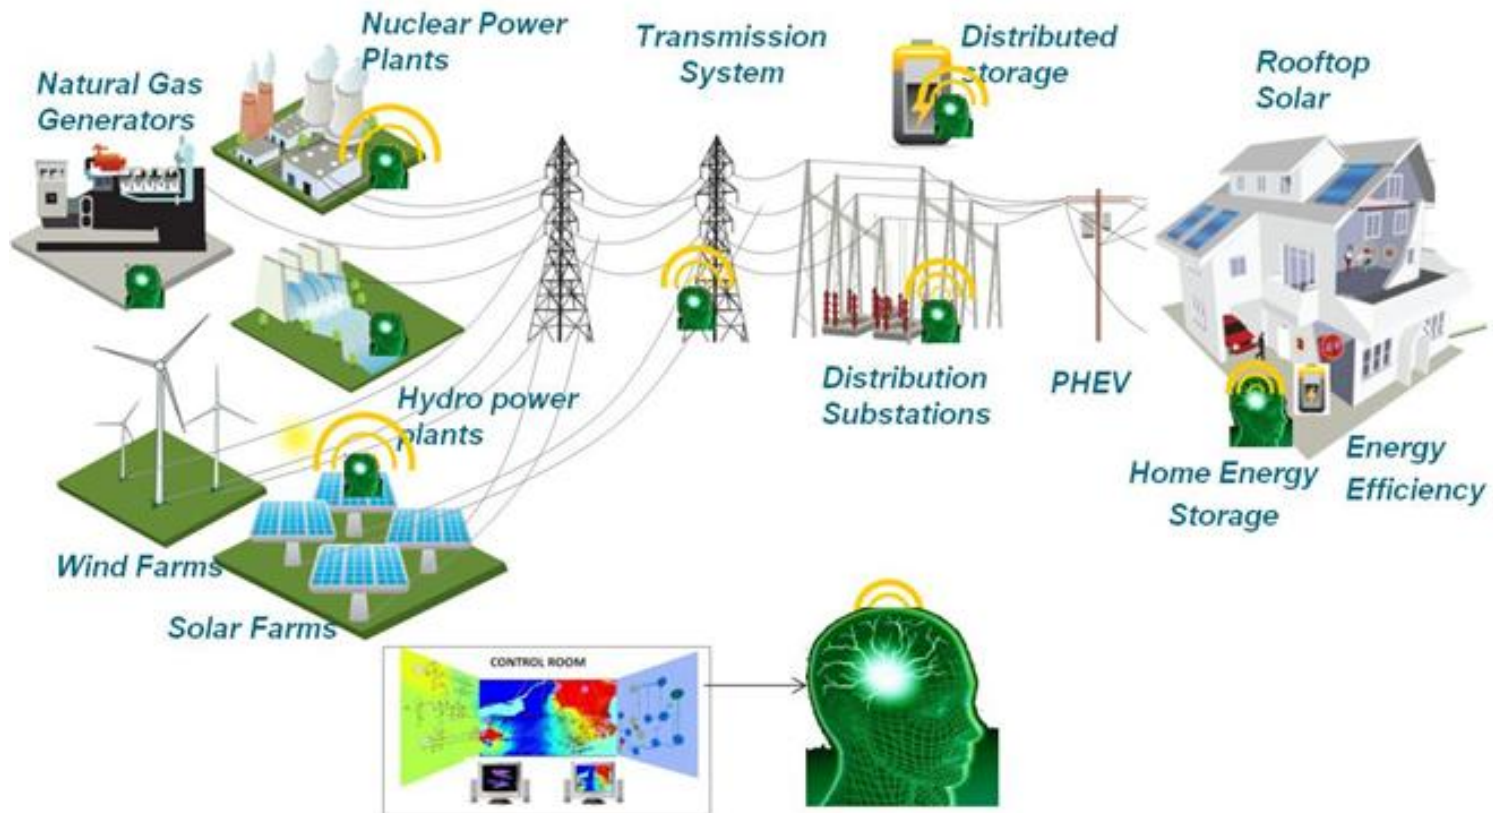 Nuclear Power
Plants
Natural Gas
Generators
Transmission
System
Distributed
storage
Rooftop
Solar
Hydro power
plants
Distribution
Substations
PHEV
Home Energy
Storage
Energy
Efficiency
Wind Farms
Solar Farms
CONTROL ROOM